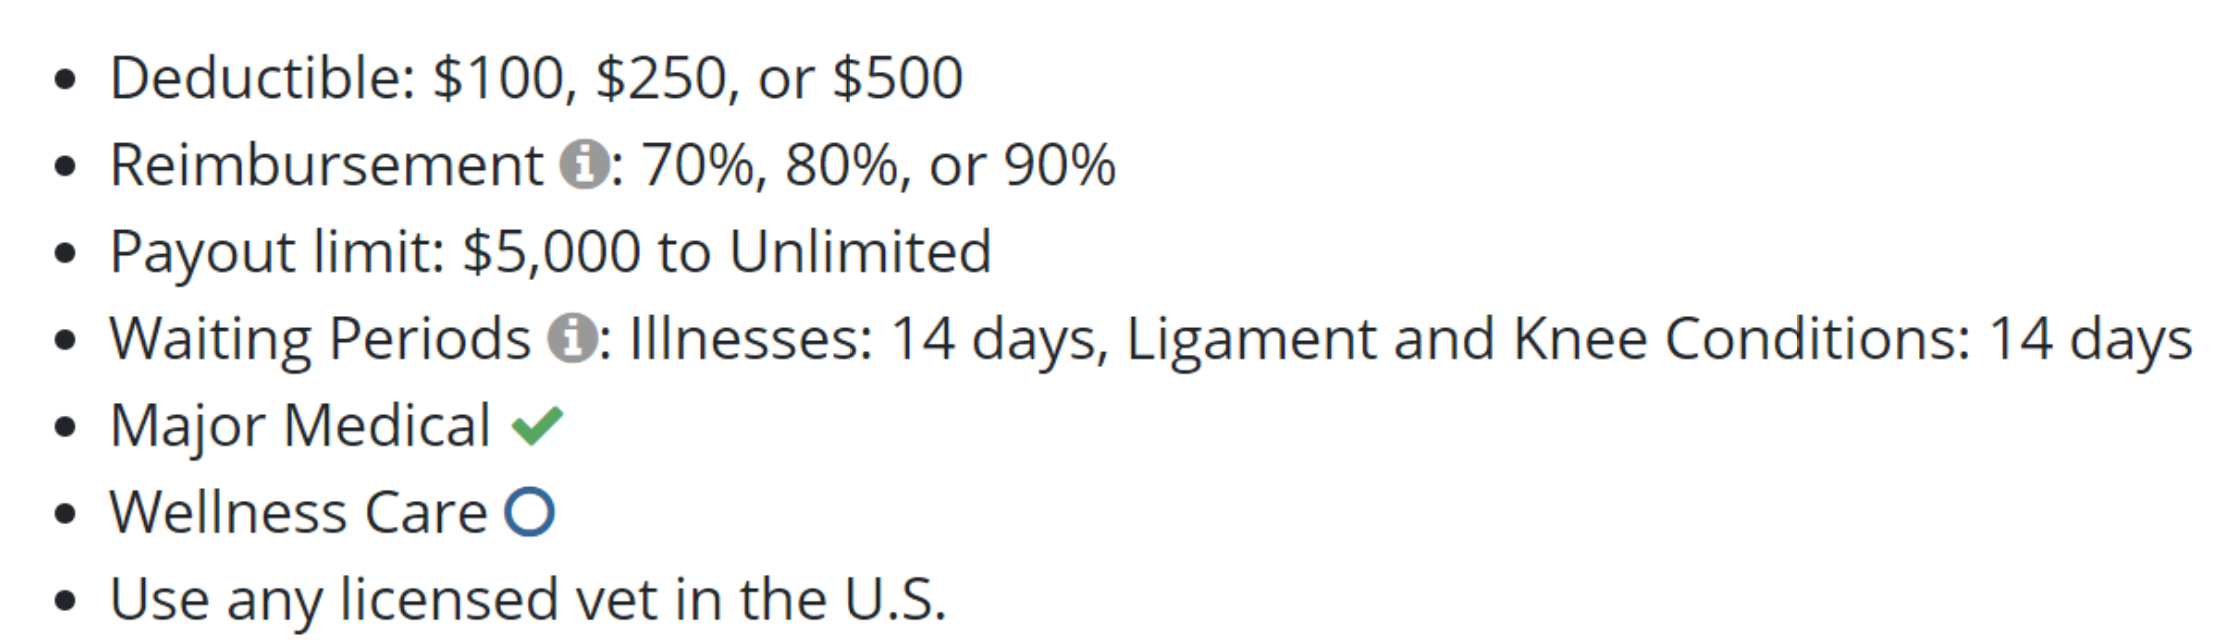 • Deductible: $100, $250, or $500
• Reimbursement ℹ: 70%, 80%, or 90%
• Payout limit: $5,000 to Unlimited
• Waiting Periods ℹ: Illnesses: 14 days, Ligament and Knee Conditions: 14 days
• Major Medical ✔
• Wellness Care ○
• Use any licensed vet in the U.S.